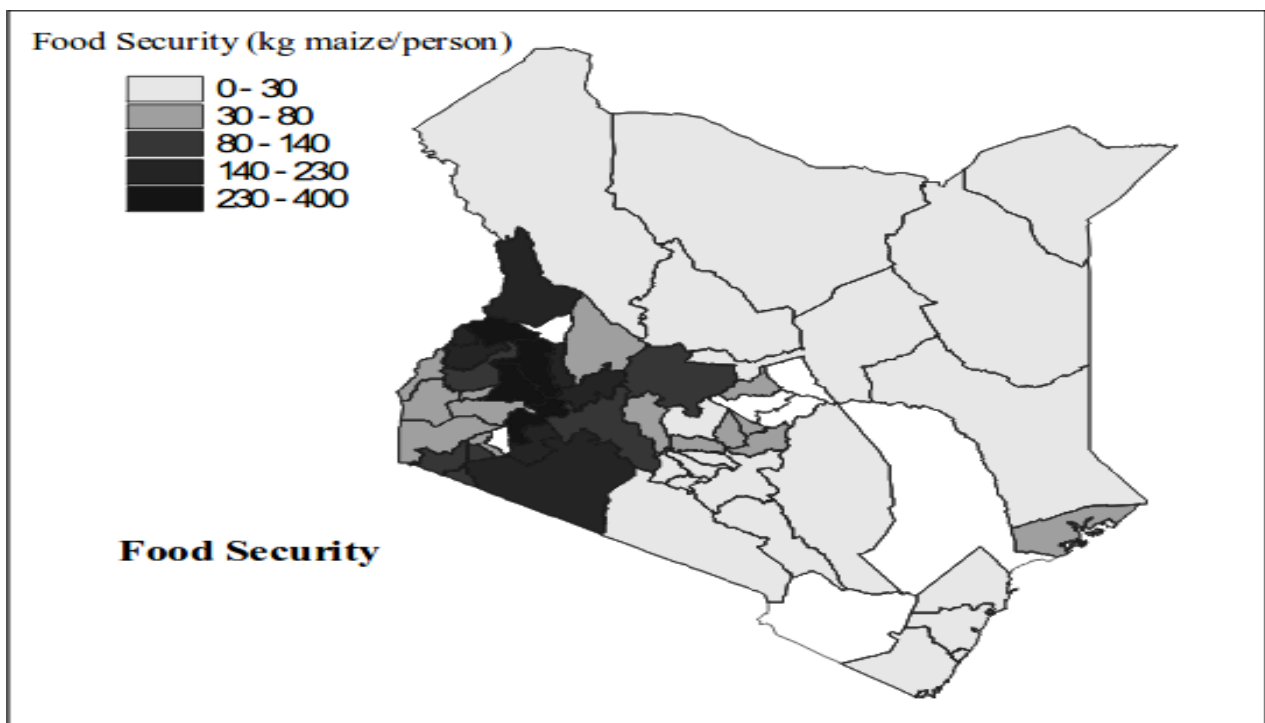 Food Security (kg maize/person)
0 - 30
30 - 80
80 - 140
140 - 230
230 - 400
Food Security